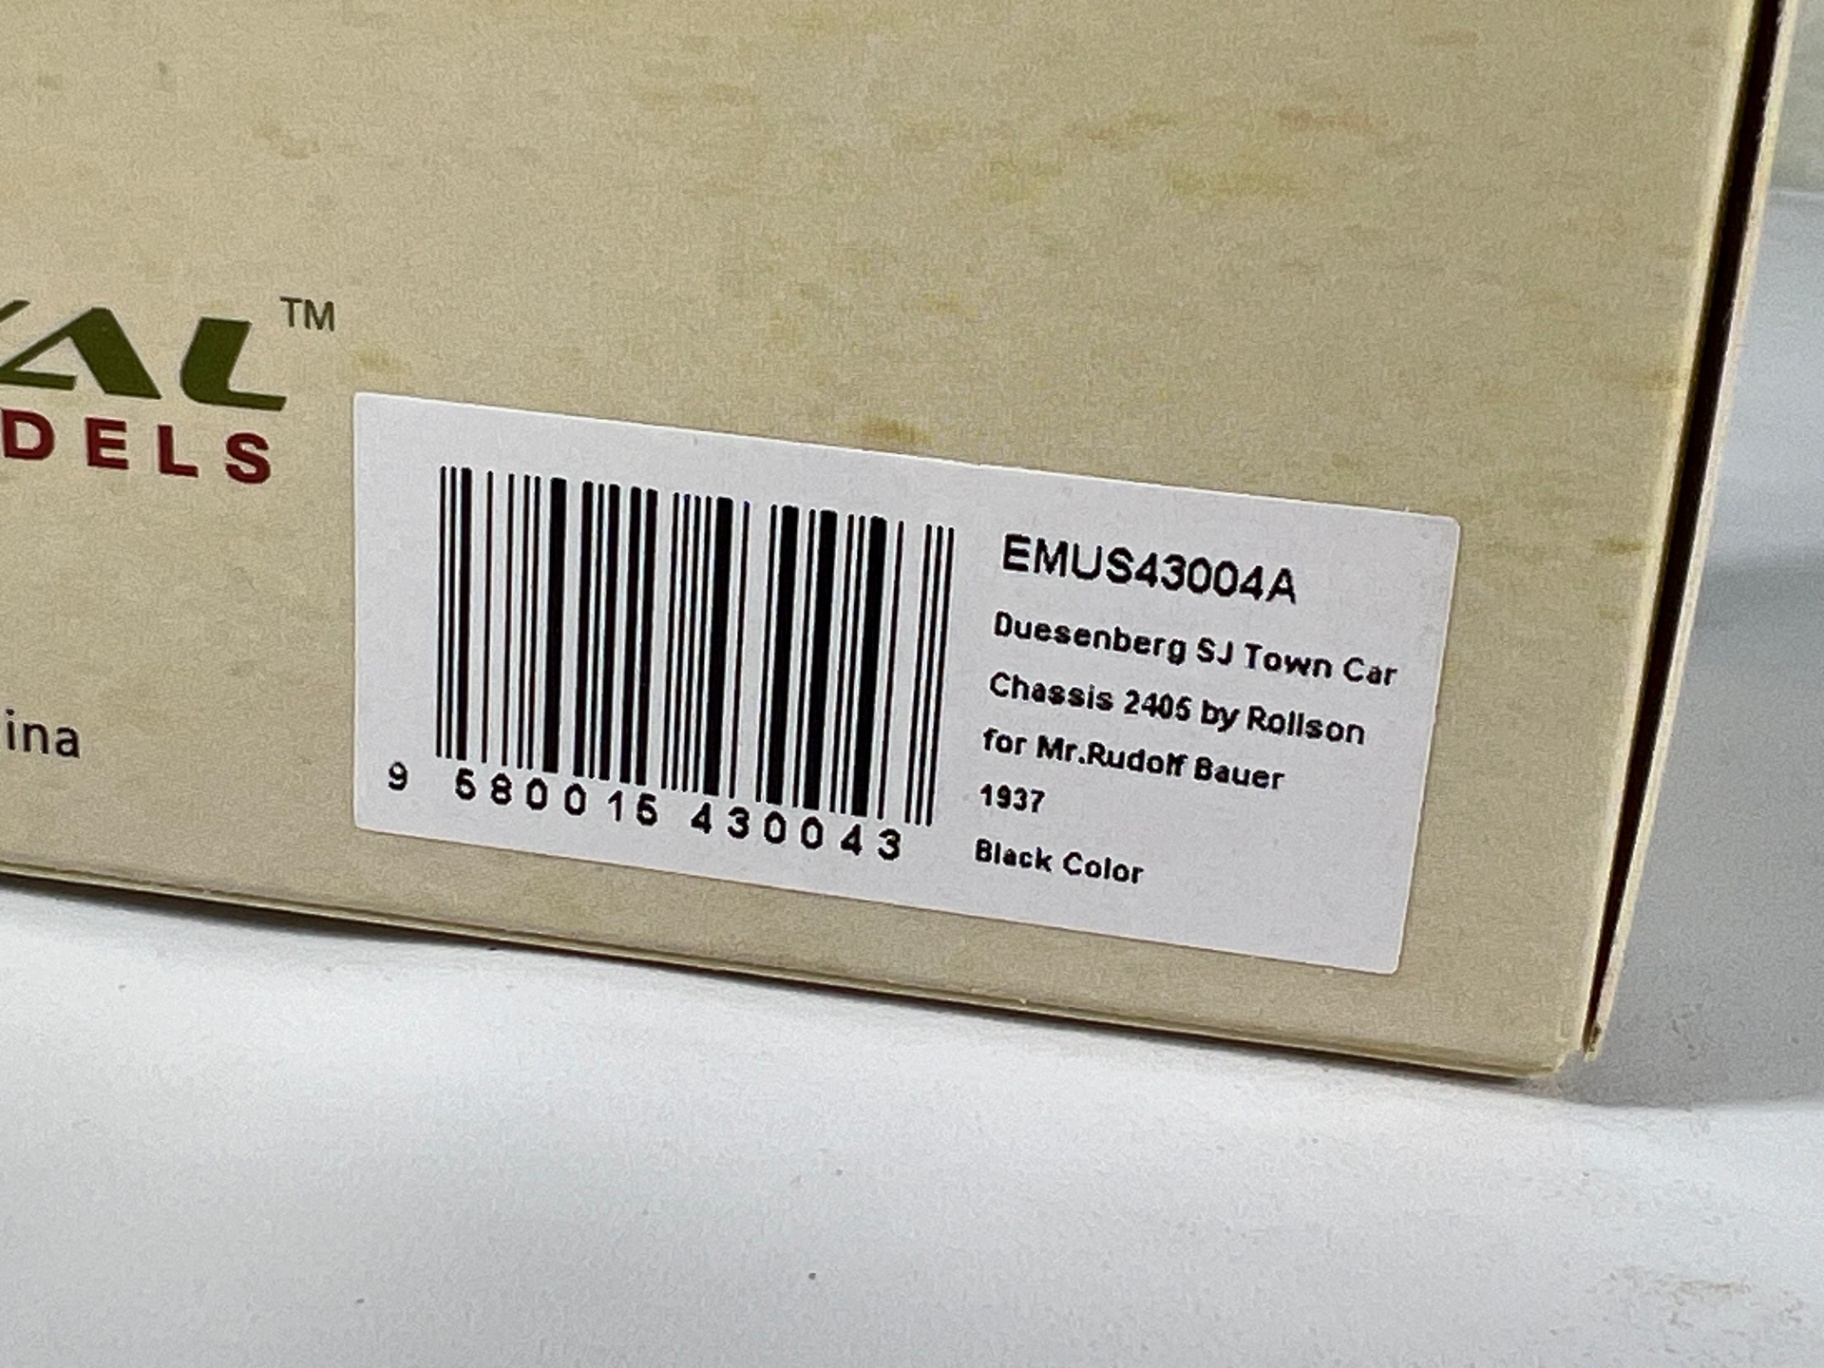 AL™
DELS
ina
EMUS43004A
Duesenberg SJ Town Car
Chassis 2405 by Rollson
for Mr.Rudolf Bauer
1937
Black Color
9 580015 430043